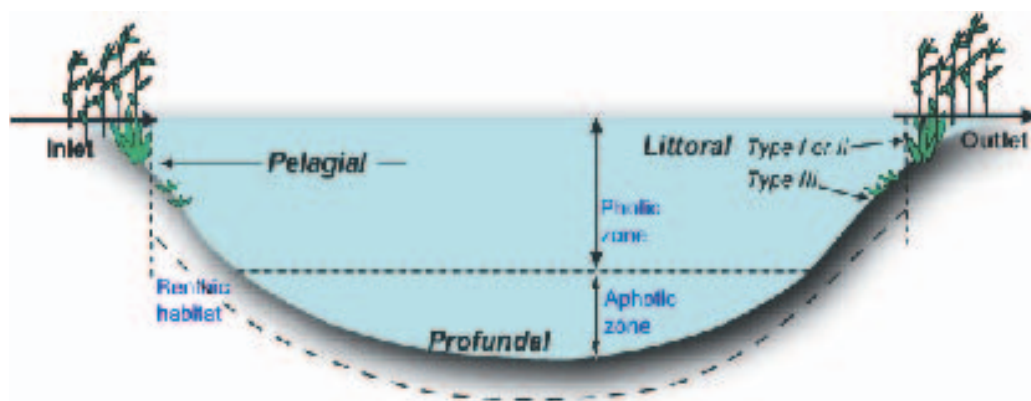 Inlet
Pelagial
Littoral
Type I or II
Type III
Outlet
Photic
zone
Benthic
habitat
Aphotic
zone
Profundal